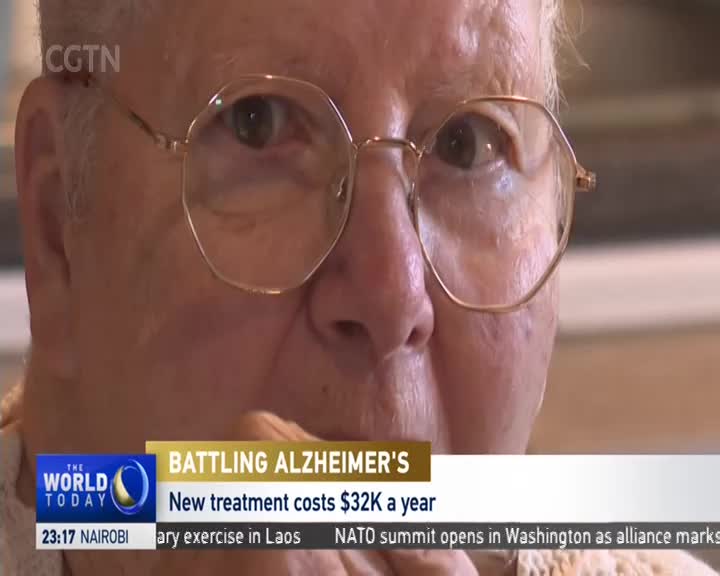 CGTN
BATTLING ALZHEIMER'S
THE
WORLD
TODAY
New treatment costs $32K a year
23:17 NAIROBI
ary exercise in Laos NATO summit opens in Washington as alliance marks